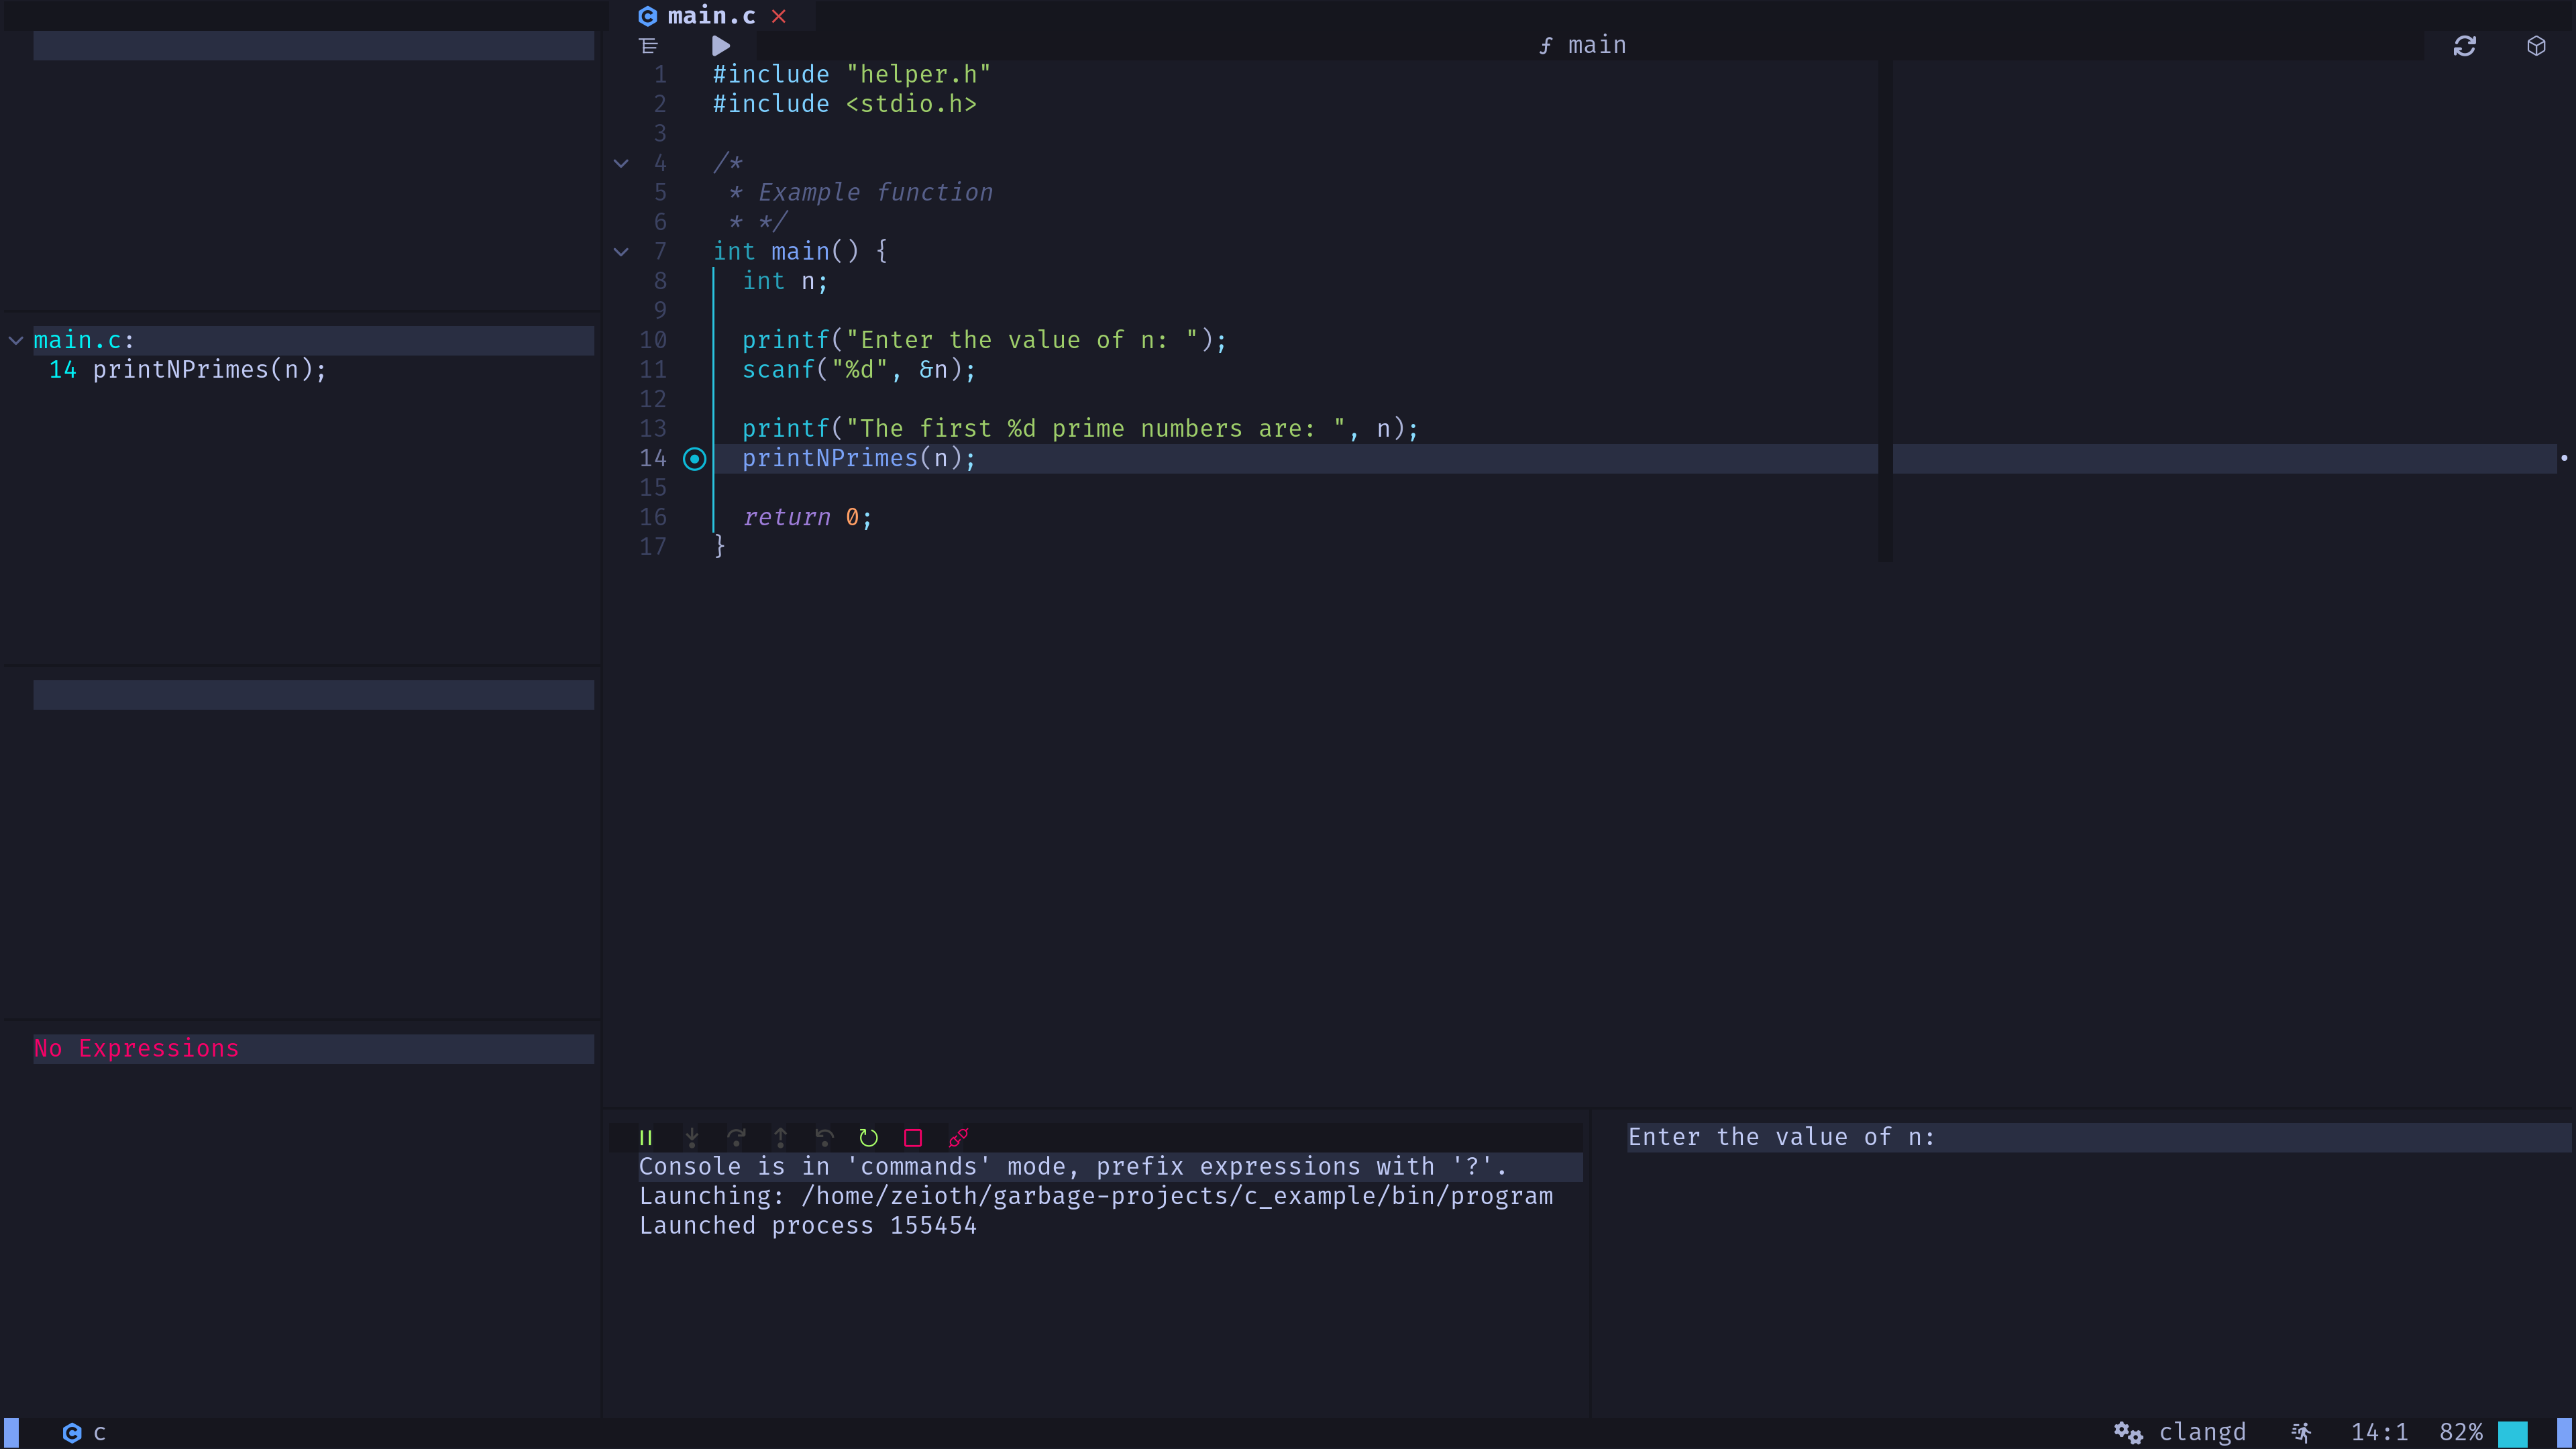 main.c
main
main.c:
14 printNPrimes(n);
No Expressions
1 #include "helper.h"
2 #include <stdio.h>
3
4 /*
5  * Example function
6  * */
7 int main() {
8   int n;
9
10   printf("Enter the value of n: ");
11   scanf("%d", &n);
12
13   printf("The first %d prime numbers are: ", n);
14   printNPrimes(n);
15
16   return 0;
17 }
Console is in 'commands' mode, prefix expressions with '?'.
Launching: /home/zeioth/garbage-projects/c_example/bin/program
Launched process 155454
Enter the value of n:
c
clangd 14:1 82%